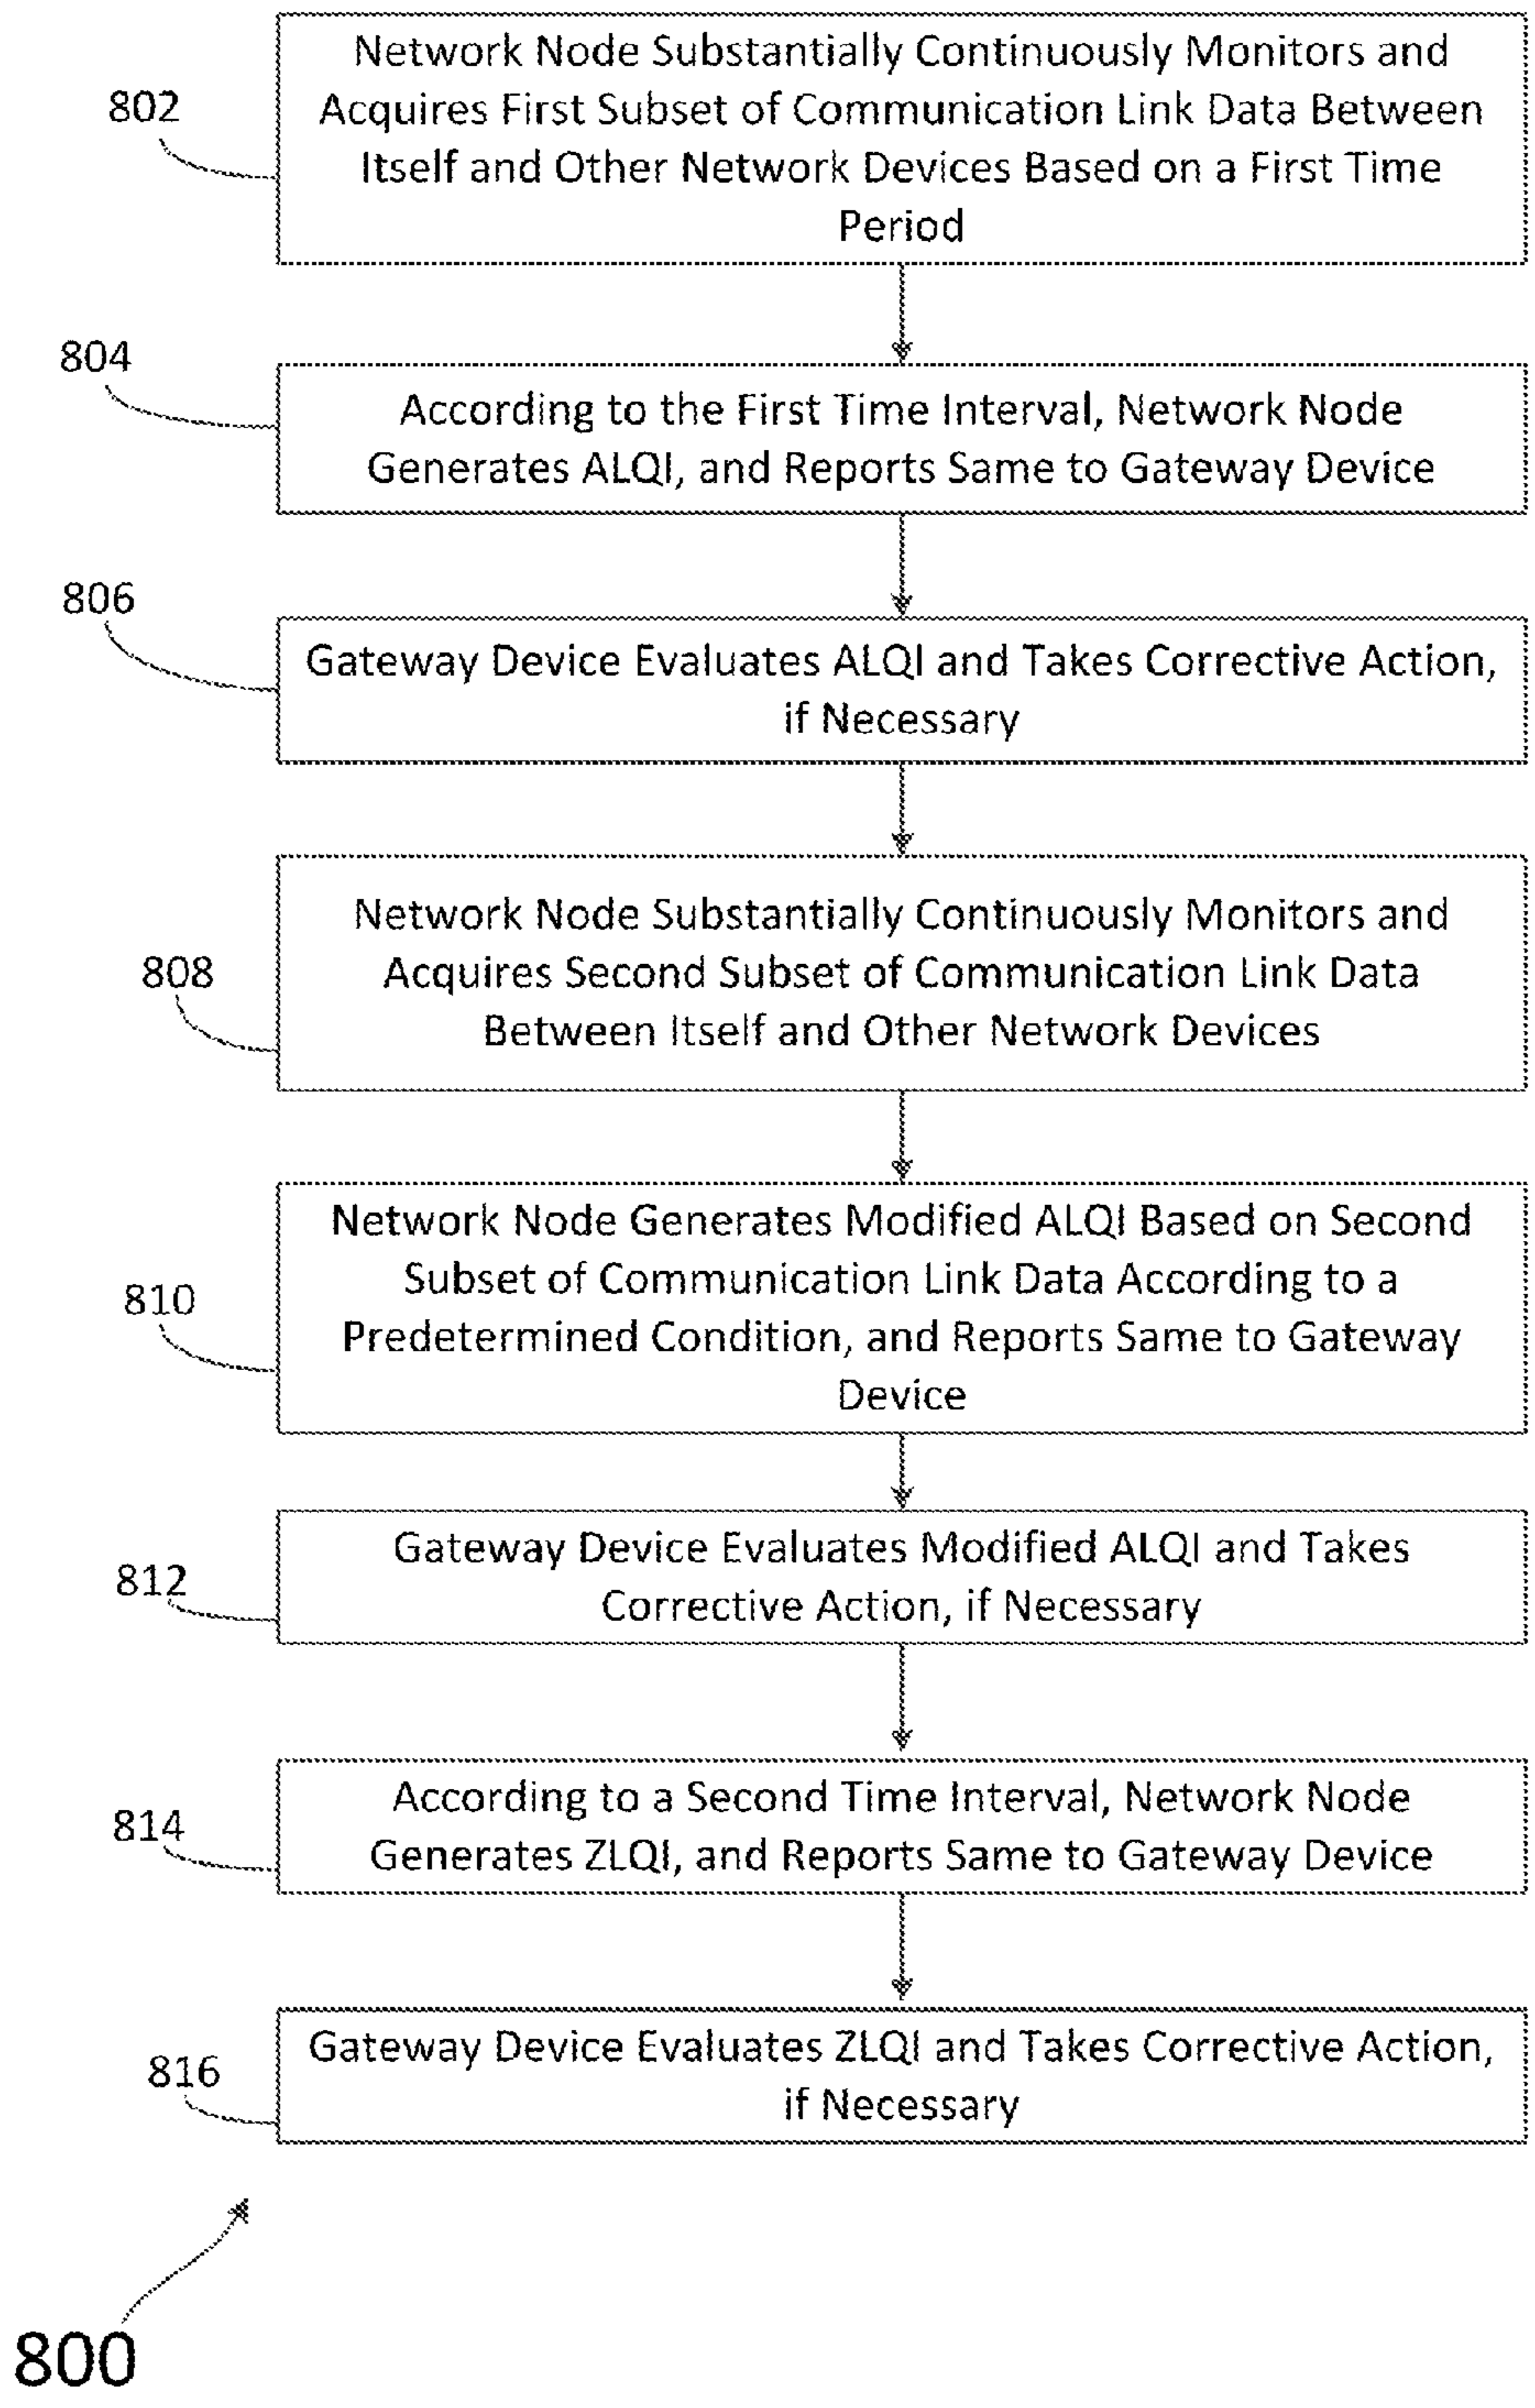 802
Network Node Substantially Continuously Monitors and
Acquires First Subset of Communication Link Data Between
Itself and Other Network Devices Based on a First Time
Period
804
According to the First Time Interval, Network Node
Generates ALQI, and Reports Same to Gateway Device
806
Gateway Device Evaluates ALQI and Takes Corrective Action,
if Necessary
808
Network Node Substantially Continuously Monitors and
Acquires Second Subset of Communication Link Data
Between Itself and Other Network Devices
810
Network Node Generates Modified ALQI Based on Second
Subset of Communication Link Data According to a
Predetermined Condition, and Reports Same to Gateway
Device
812
Gateway Device Evaluates Modified ALQI and Takes
Corrective Action, if Necessary
814
According to a Second Time Interval, Network Node
Generates ZLQI, and Reports Same to Gateway Device
816
Gateway Device Evaluates ZLQI and Takes Corrective Action,
if Necessary
800